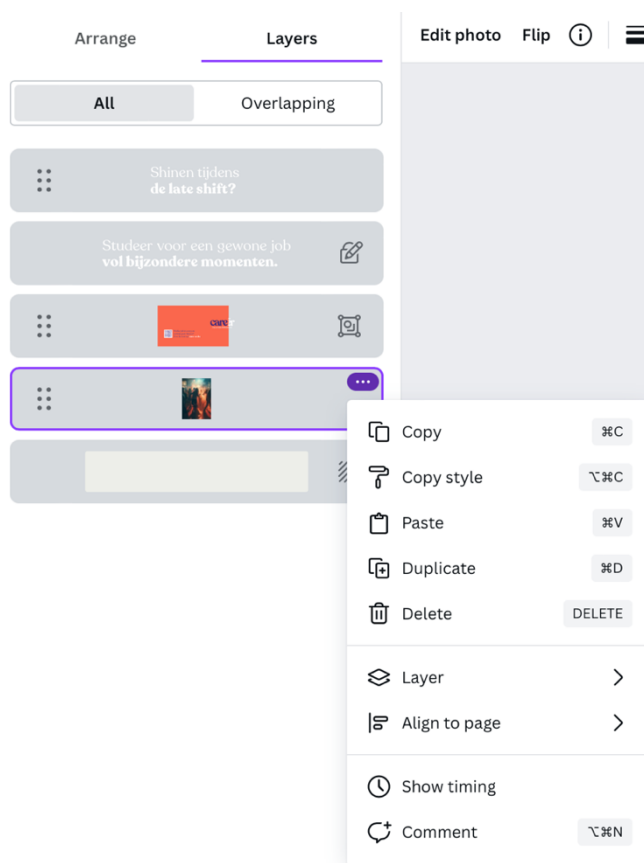 Arrange
Layers
Edit photo
Flip
All
Overlapping
Shinen tijdens
de late shift?
Studeer voor een gewone job
vol bijzondere momenten.
Copy
⌘C
Copy style
⌥⌘C
Paste
⌘V
Duplicate
⌘D
Delete
DELETE
Layer
Align to page
Show timing
Comment
⌥⌘N